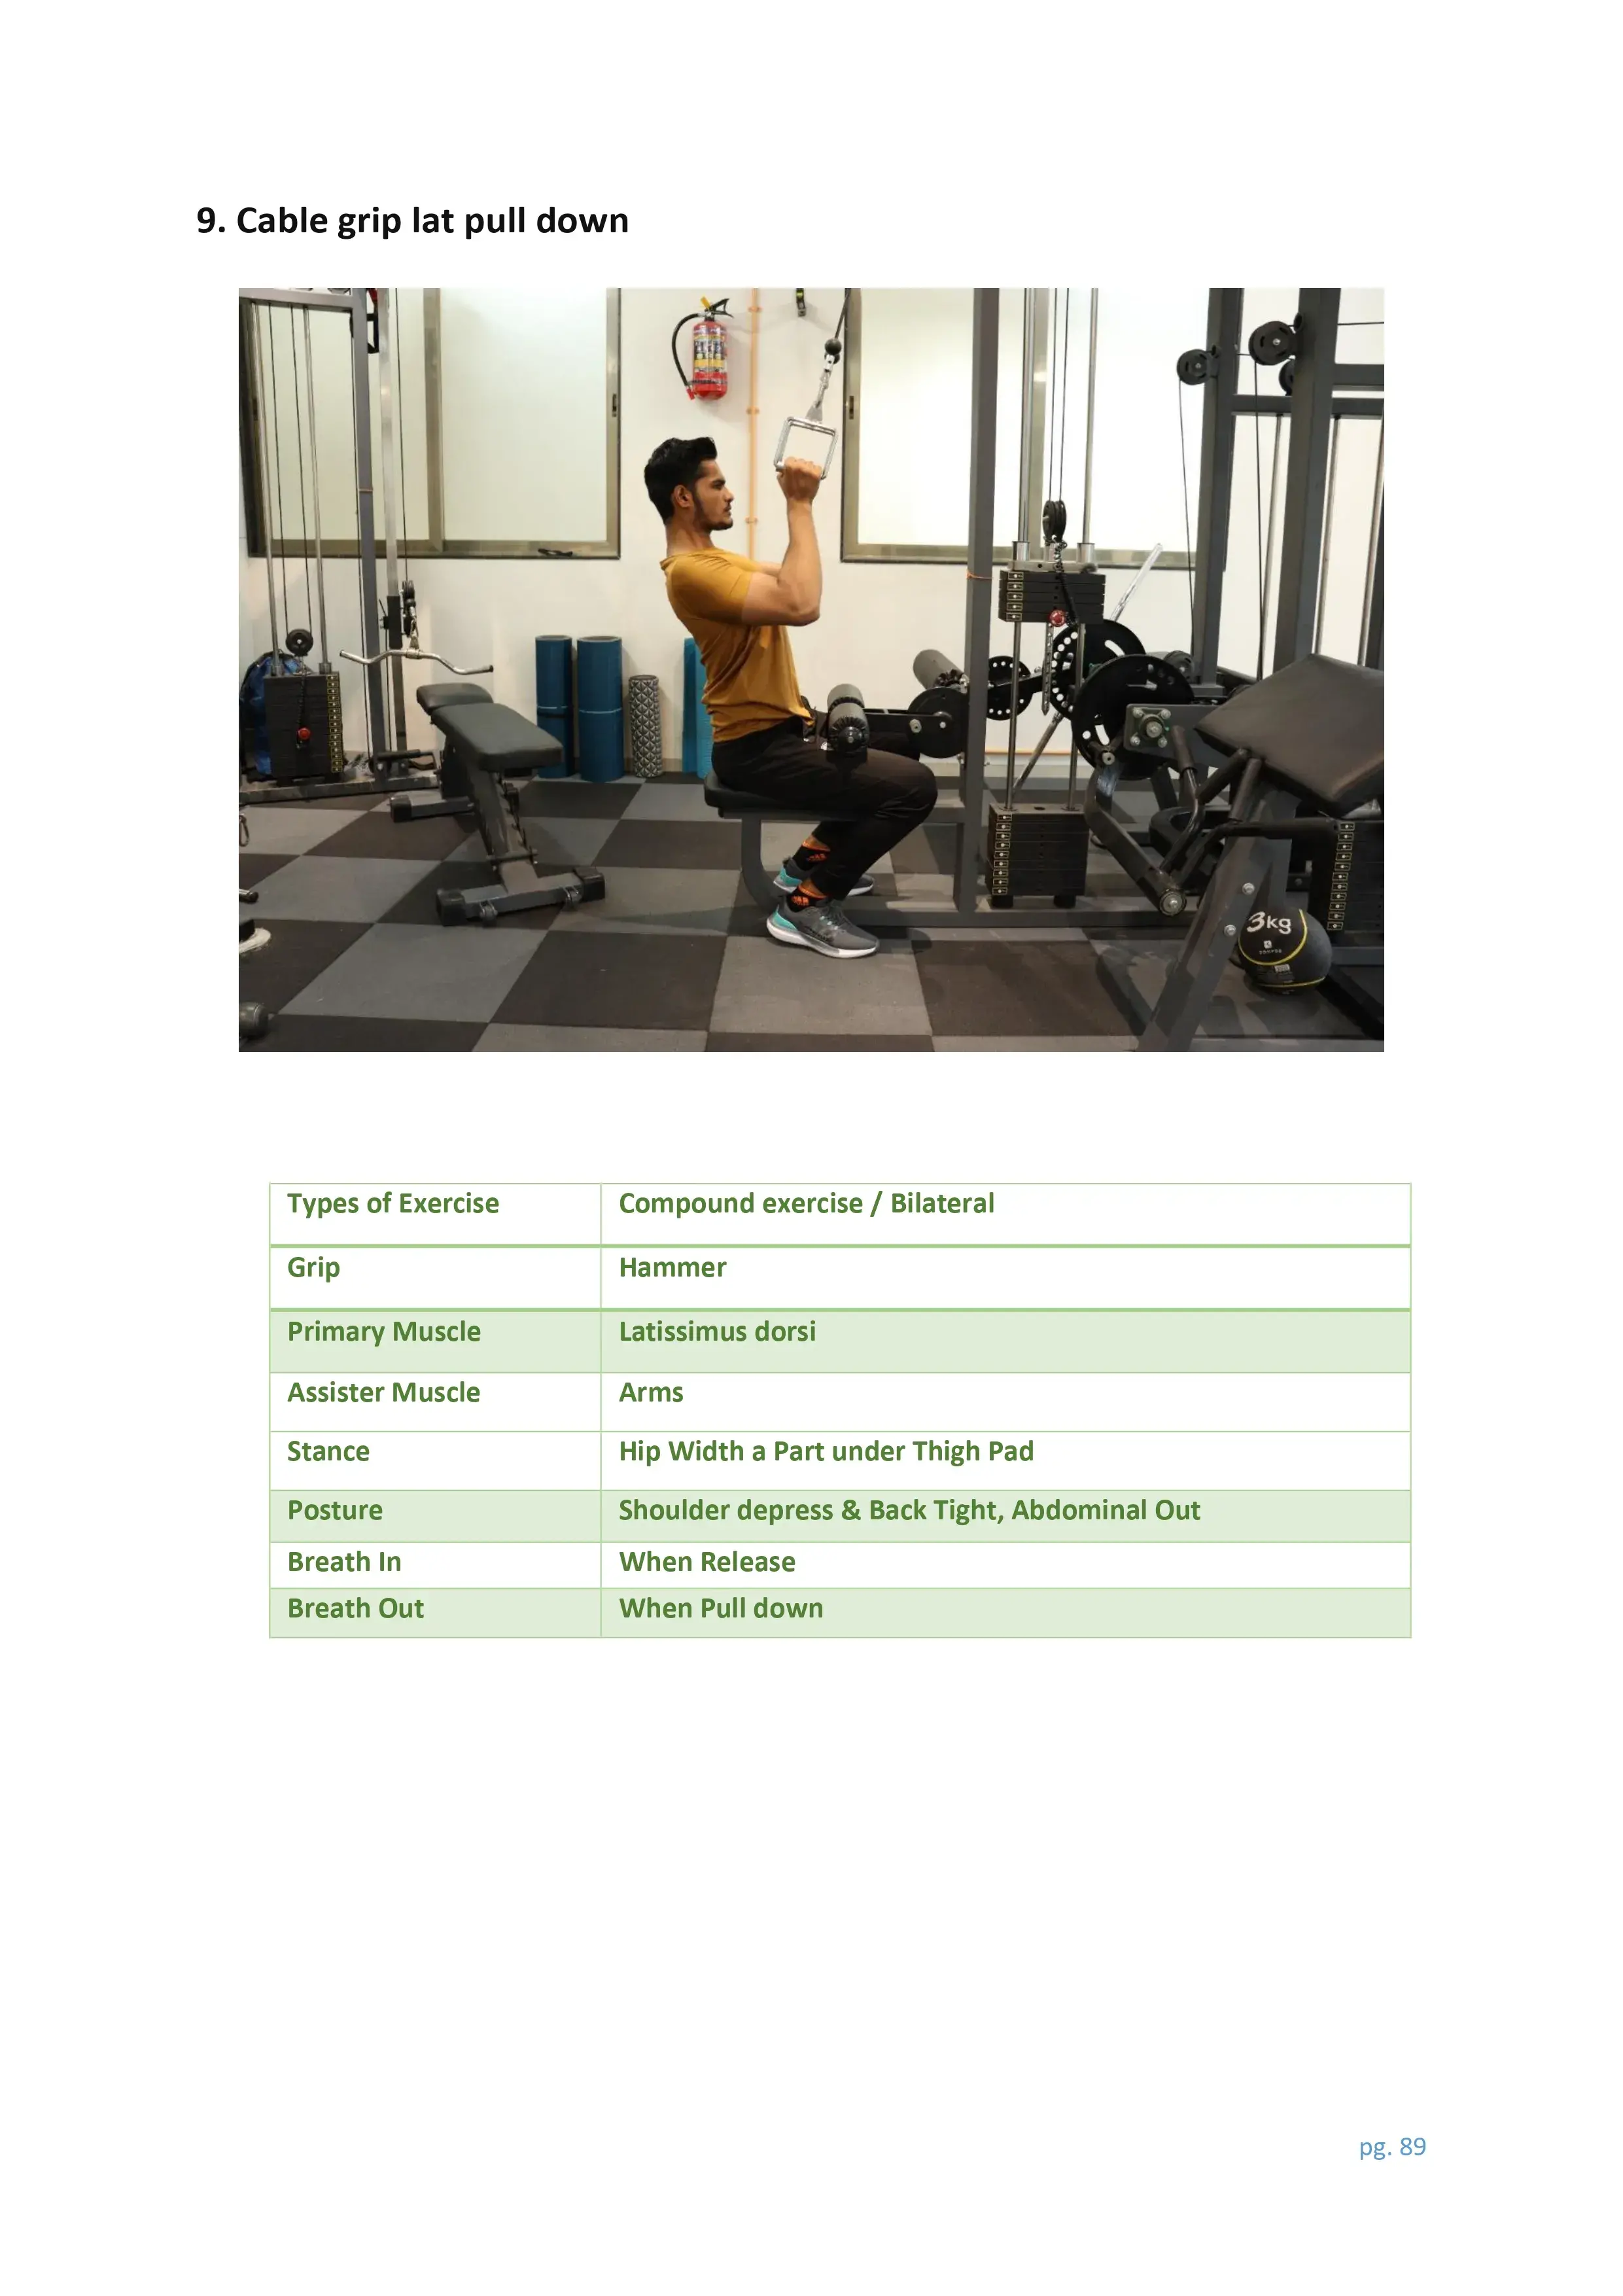 9. Cable grip lat pull down
3kg
Types of Exercise Compound exercise / Bilateral
Grip Hammer
Primary Muscle Latissimus dorsi
Assister Muscle Arms
Stance Hip Width a Part under Thigh Pad
Posture Shoulder depress & Back Tight, Abdominal Out
Breath In When Release
Breath Out When Pull down
pg. 89